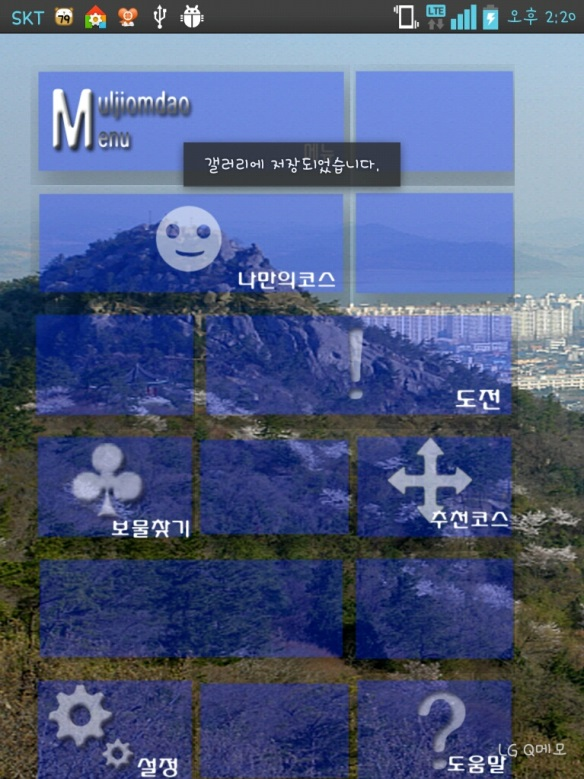 SKT 79 LTE 오후 2:20
Muljiomdao
Menu
메뉴
갤러리에 저장되었습니다.
나만의코스
도전
보물찾기
추천코스
설정
도움말
LG Q메모